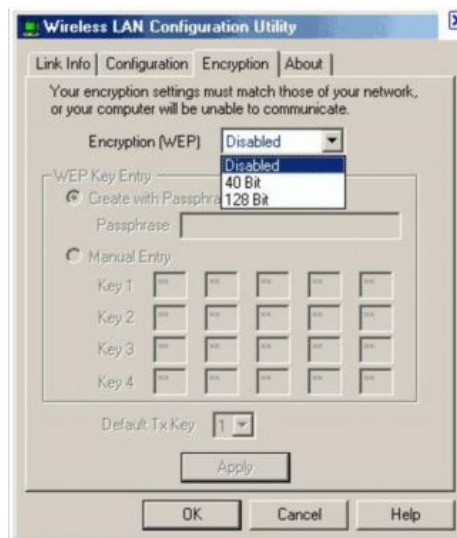 Wireless LAN Configuration Utility
Link Info Configuration Encryption About
Your encryption settings must match those of your network,
or your computer will be unable to communicate.
Encryption (WEP) Disabled
Disabled
40 Bit
128 Bit
WEP Key Entry
Create with Passphra
Passphrase
Manual Entry
Key 1 ** ** ** ** **
Key 2 ** ** ** ** **
Key 3 ** ** ** ** **
Key 4 ** ** ** ** **
Default Tx Key 1
Apply
OK Cancel Help